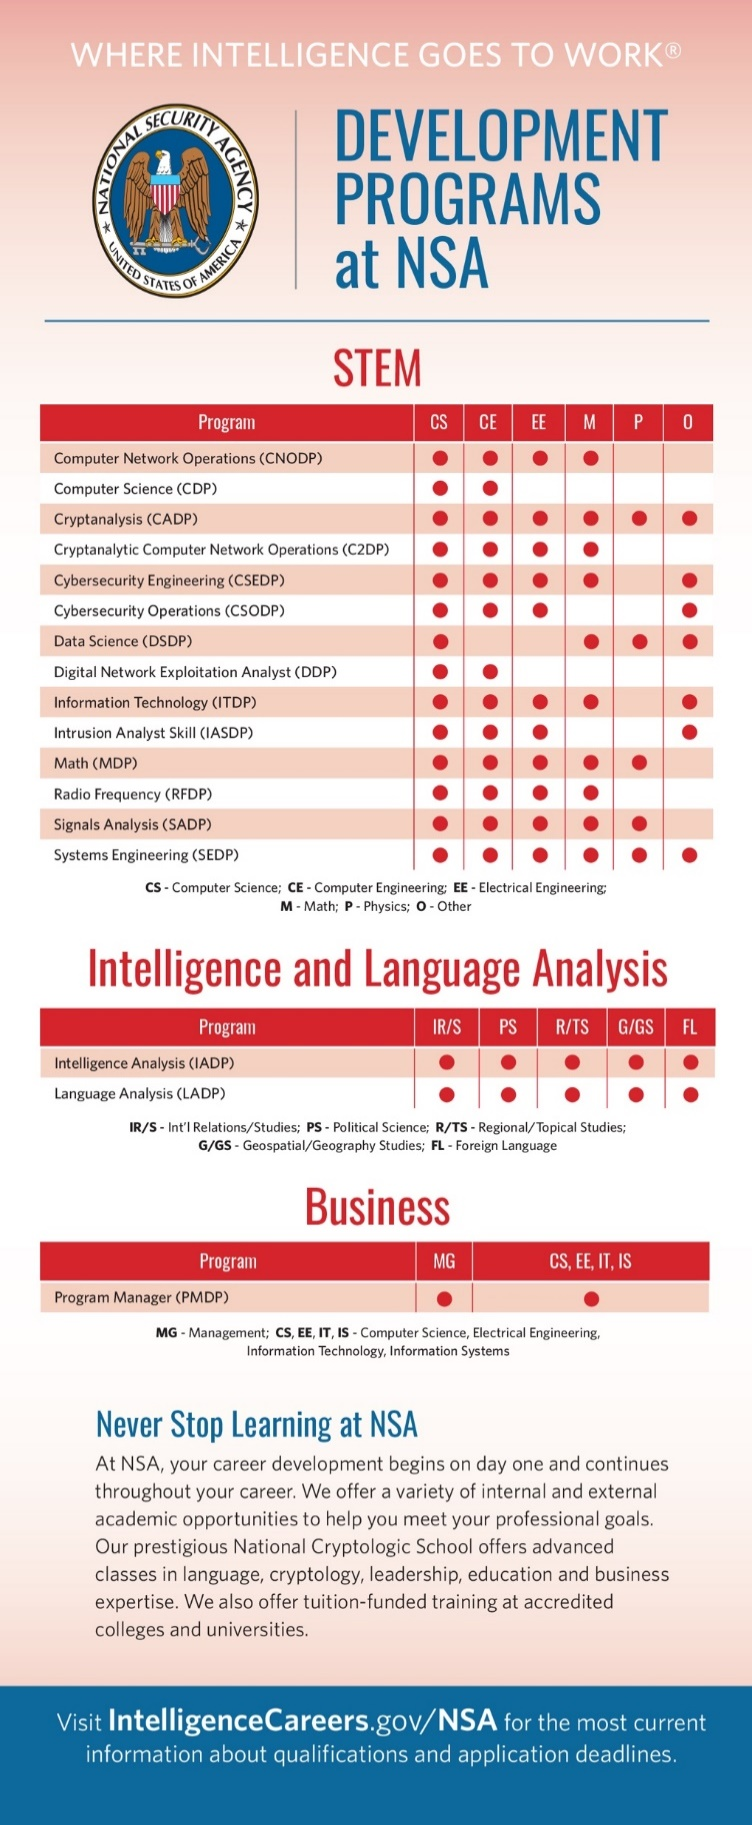 WHERE INTELLIGENCE GOES TO WORK®
NATIONAL SECURITY AGENCY
UNITED STATES OF AMERICA
DEVELOPMENT
PROGRAMS
at NSA
STEM
Program CS CE EE M P O
Computer Network Operations (CNODP) ● ● ● ●
Computer Science (CDP) ● ●
Cryptanalysis (CADP) ● ● ● ● ● ●
Cryptanalytic Computer Network Operations (C2DP) ● ● ● ●
Cybersecurity Engineering (CSEDP) ● ● ● ● ●
Cybersecurity Operations (CSODP) ● ● ● ●
Data Science (DSDP) ● ● ● ●
Digital Network Exploitation Analyst (DDP) ● ●
Information Technology (ITDP) ● ● ● ● ●
Intrusion Analyst Skill (IASDP) ● ● ● ●
Math (MDP) ● ● ● ● ●
Radio Frequency (RFDP) ● ● ● ●
Signals Analysis (SADP) ● ● ● ● ●
Systems Engineering (SEDP) ● ● ● ● ● ●
CS - Computer Science; CE - Computer Engineering; EE - Electrical Engineering;
M - Math; P - Physics; O - Other
Intelligence and Language Analysis
Program IR/S PS R/TS G/GS FL
Intelligence Analysis (IADP) ● ● ● ● ●
Language Analysis (LADP) ● ● ● ● ●
IR/S - Int'l Relations/Studies; PS - Political Science; R/TS - Regional/Topical Studies;
G/GS - Geospatial/Geography Studies; FL - Foreign Language
Business
Program MG CS, EE, IT, IS
Program Manager (PMDP) ● ●
MG - Management; CS, EE, IT, IS - Computer Science, Electrical Engineering,
Information Technology, Information Systems
Never Stop Learning at NSA
At NSA, your career development begins on day one and continues
throughout your career. We offer a variety of internal and external
academic opportunities to help you meet your professional goals.
Our prestigious National Cryptologic School offers advanced
classes in language, cryptology, leadership, education and business
expertise. We also offer tuition-funded training at accredited
colleges and universities.
Visit IntelligenceCareers.gov/NSA for the most current
information about qualifications and application deadlines.